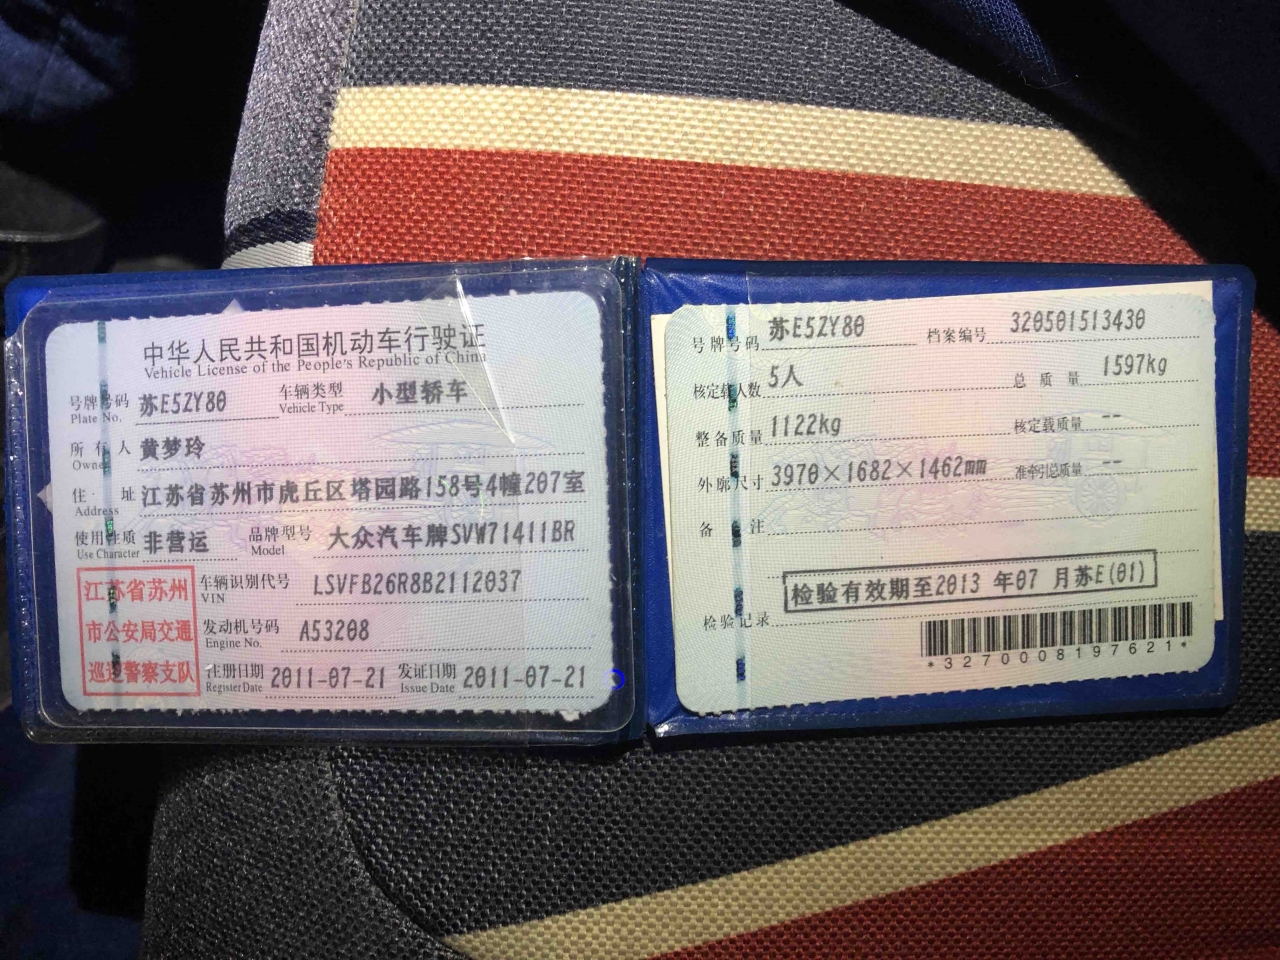 中华人民共和国机动车行驶证
Vehicle License of the People's Republic of China
号牌号码 苏E5ZY80 车辆类型 小型轿车
Plate No. Vehicle Type
所有人 黄梦玲
Owner
住址 江苏省苏州市虎丘区塔园路158号4幢207室
Address
使用性质 非营运 品牌型号 大众汽车牌SVW71411BR
Use Character Model
江苏省苏州
市公安局交通
巡逻警察支队
车辆识别代号 LSVFB26R8B2112037
VIN
发动机号码 A53208
Engine No.
注册日期 2011-07-21 发证日期 2011-07-21
Register Date Issue Date
号牌号码 苏E5ZY80 档案编号 320501513430
核定载人数 5人 总质量 1597kg
整备质量 1122kg 核定载质量 --
外廓尺寸 3970×1682×1462mm 准牵引总质量 --
备注
检验有效期至2013 年07 月苏E(01)
检验记录
*3270008197621*